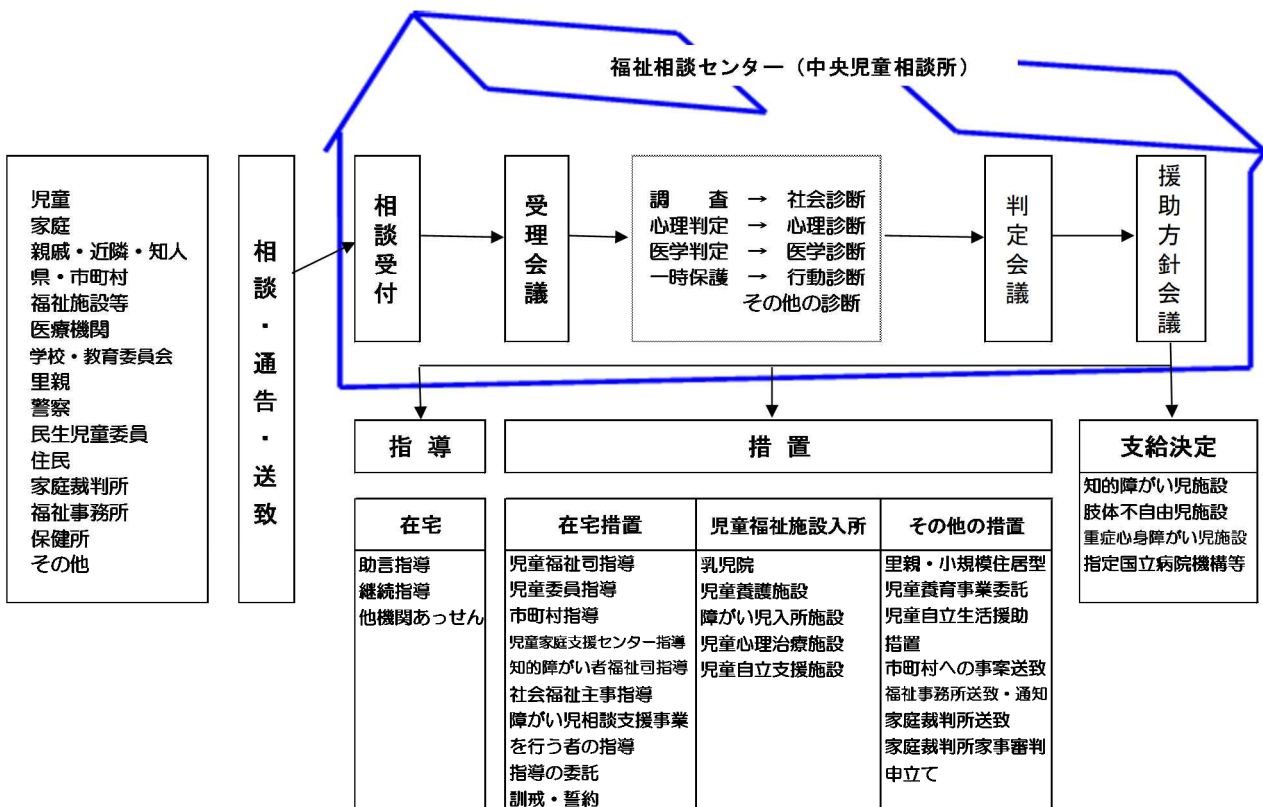 福祉相談センター（中央児童相談所）
児童
家庭
親戚・近隣・知人
県・市町村
福祉施設等
医療機関
学校・教育委員会
里親
警察
民生児童委員
住民
家庭裁判所
福祉事務所
保健所
その他
相談・通告・送致
相談受付
受理会議
調　査 → 社会診断
心理判定 → 心理診断
医学判定 → 医学診断
一時保護 → 行動診断
その他の診断
判定会議
援助方針会議
指導
措置
支給決定
知的障がい児施設
肢体不自由児施設
重症心身障がい児施設
指定国立病院機構等
在宅
助言指導
継続指導
他機関あっせん
在宅措置
児童福祉司指導
児童委員指導
市町村指導
児童家庭支援センター指導
知的障がい者福祉司指導
社会福祉主事指導
障がい児相談支援事業
を行う者の指導
指導の委託
訓戒・誓約
児童福祉施設入所
乳児院
児童養護施設
障がい児入所施設
児童心理治療施設
児童自立支援施設
その他の措置
里親・小規模住居型
児童養育事業委託
児童自立生活援助
措置
市町村への事案送致
福祉事務所送致・通知
家庭裁判所送致
家庭裁判所家事審判
申立て